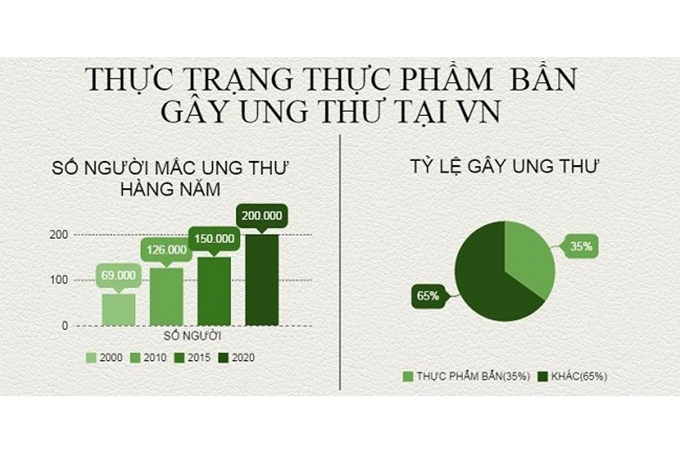 THỰC TRẠNG THỰC PHẨM BẨN
GÂY UNG THƯ TẠI VN
SỐ NGƯỜI MẮC UNG THƯ
HÀNG NĂM
200.000
150.000
126.000
69.000
200
100
0
SỐ NGƯỜI
2000 2010 2015 2020
TỶ LỆ GÂY UNG THƯ
35%
65%
THỰC PHẨM BẨN(35%) KHÁC(65%)